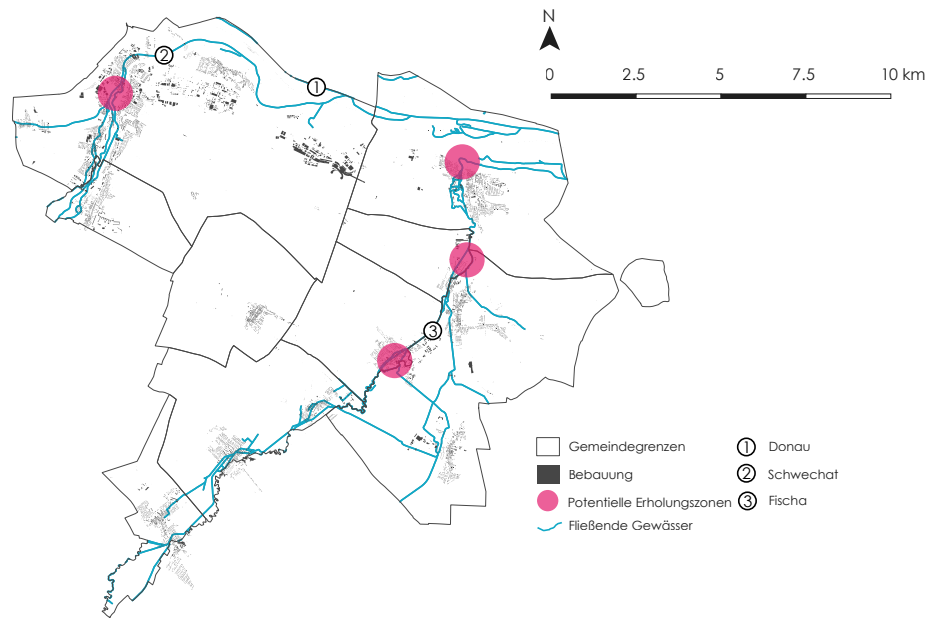 N
0 2.5 5 7.5 10 km
2
1
3
Gemeindegrenzen
Bebauung
Potentielle Erholungszonen
Fließende Gewässer
1 Donau
2 Schwechat
3 Fischa